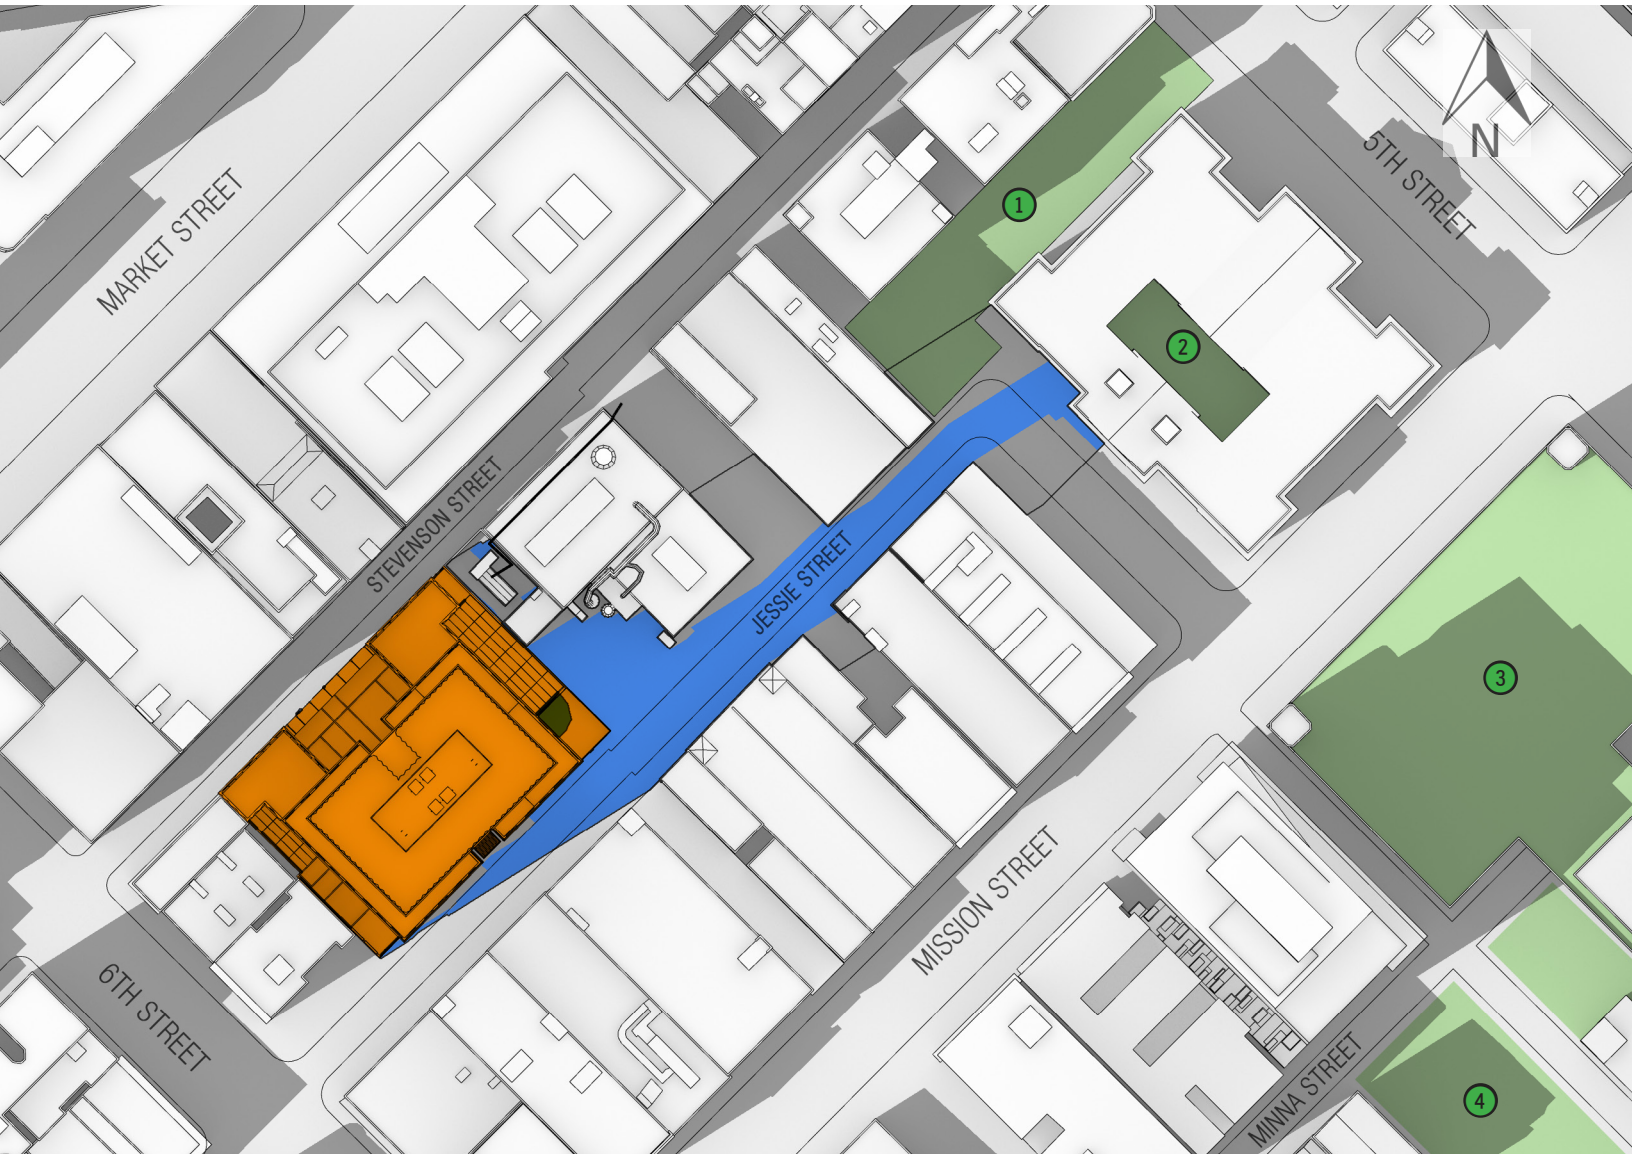 N
5TH STREET
MARKET STREET
1
2
STEVENSON STREET
JESSIE STREET
3
MISSION STREET
6TH STREET
MINNA STREET
4